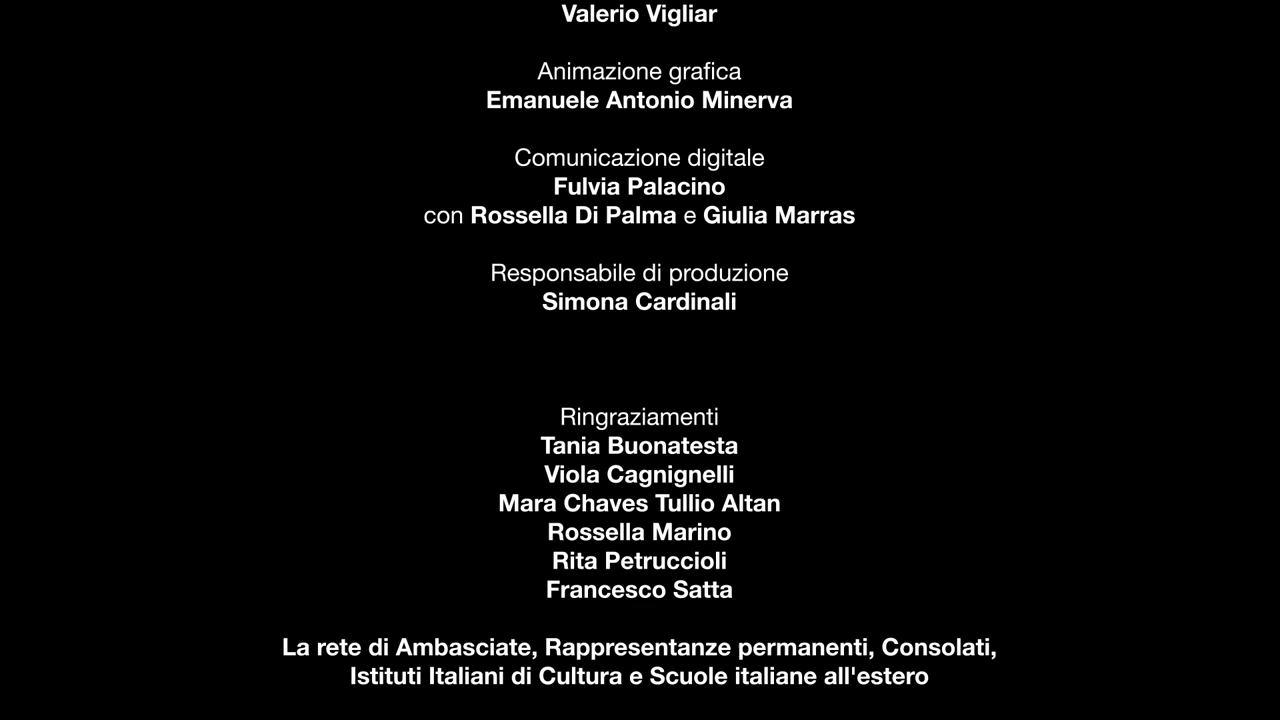 Valerio Vigliar
Animazione grafica
Emanuele Antonio Minerva
Comunicazione digitale
Fulvia Palacino
con Rossella Di Palma e Giulia Marras
Responsabile di produzione
Simona Cardinali
Ringraziamenti
Tania Buonatesta
Viola Cagnignelli
Mara Chaves Tullio Altan
Rossella Marino
Rita Petruccioli
Francesco Satta
La rete di Ambasciate, Rappresentanze permanenti, Consolati,
Istituti Italiani di Cultura e Scuole italiane all'estero